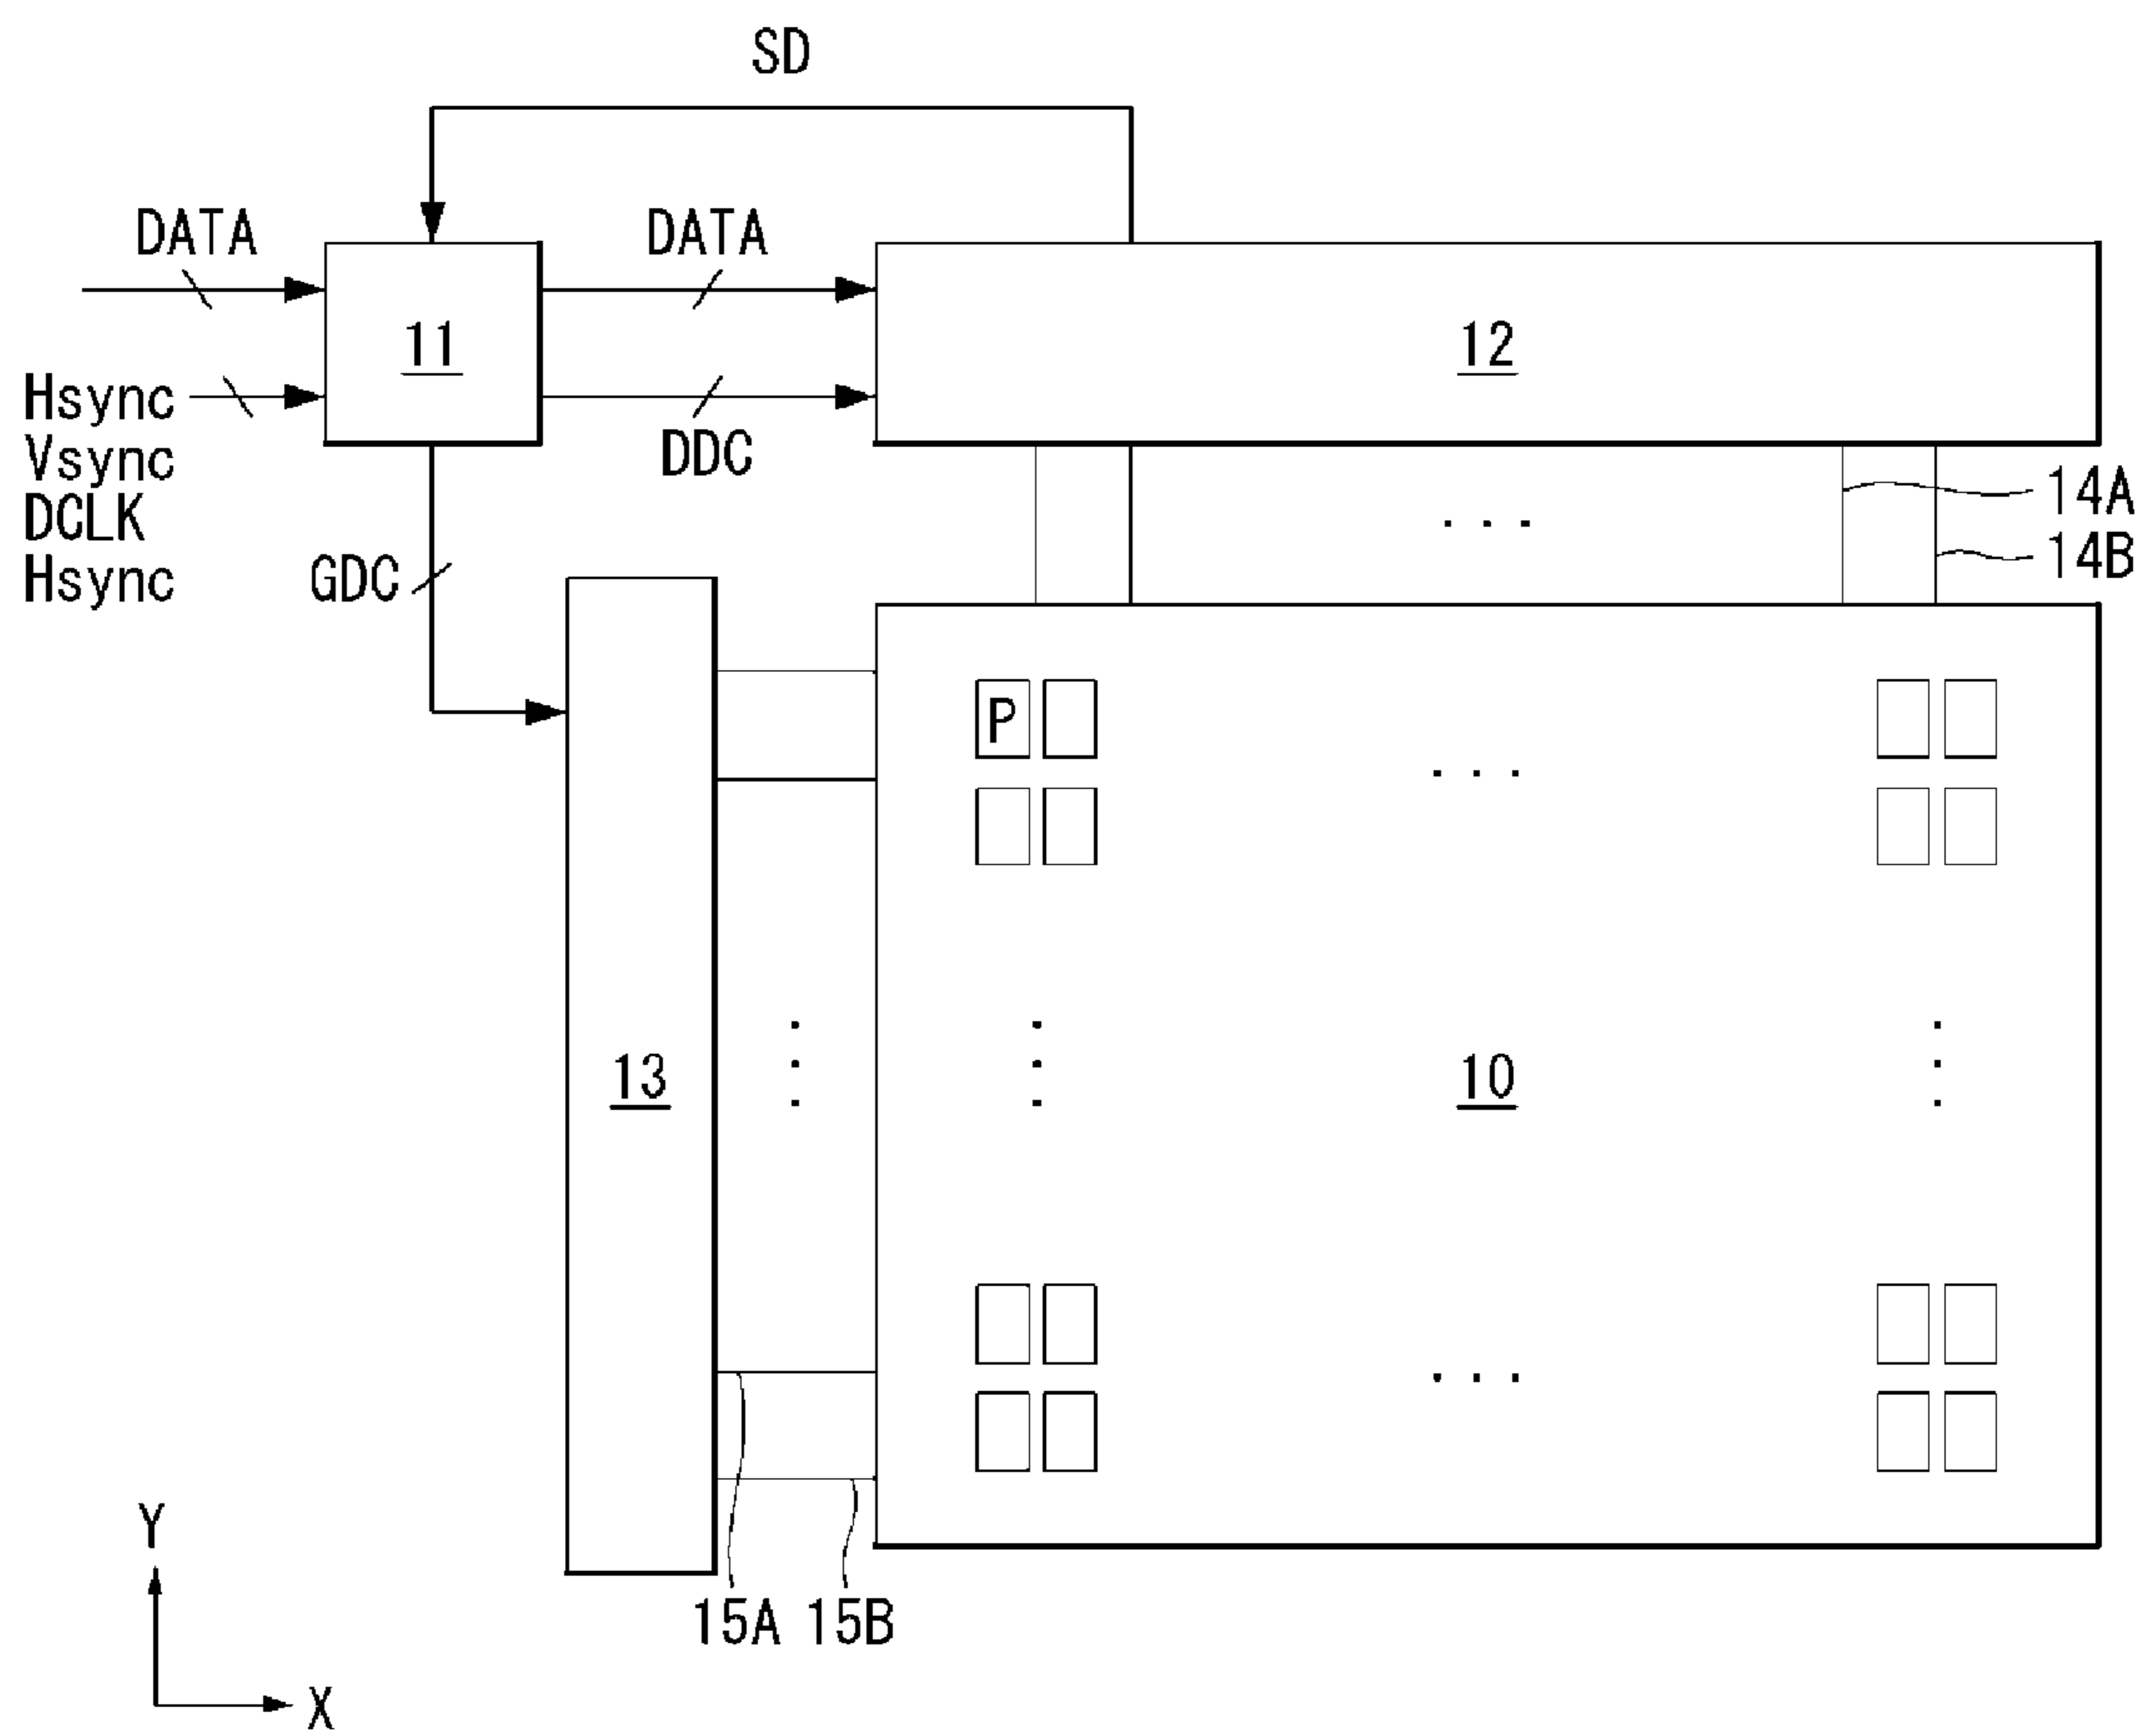 SD
DATA
DATA
11
12
Hsync
Vsync
DCLK
Hsync
DDC
14A
14B
GDC
P
13
10
15A 15B
Y
X